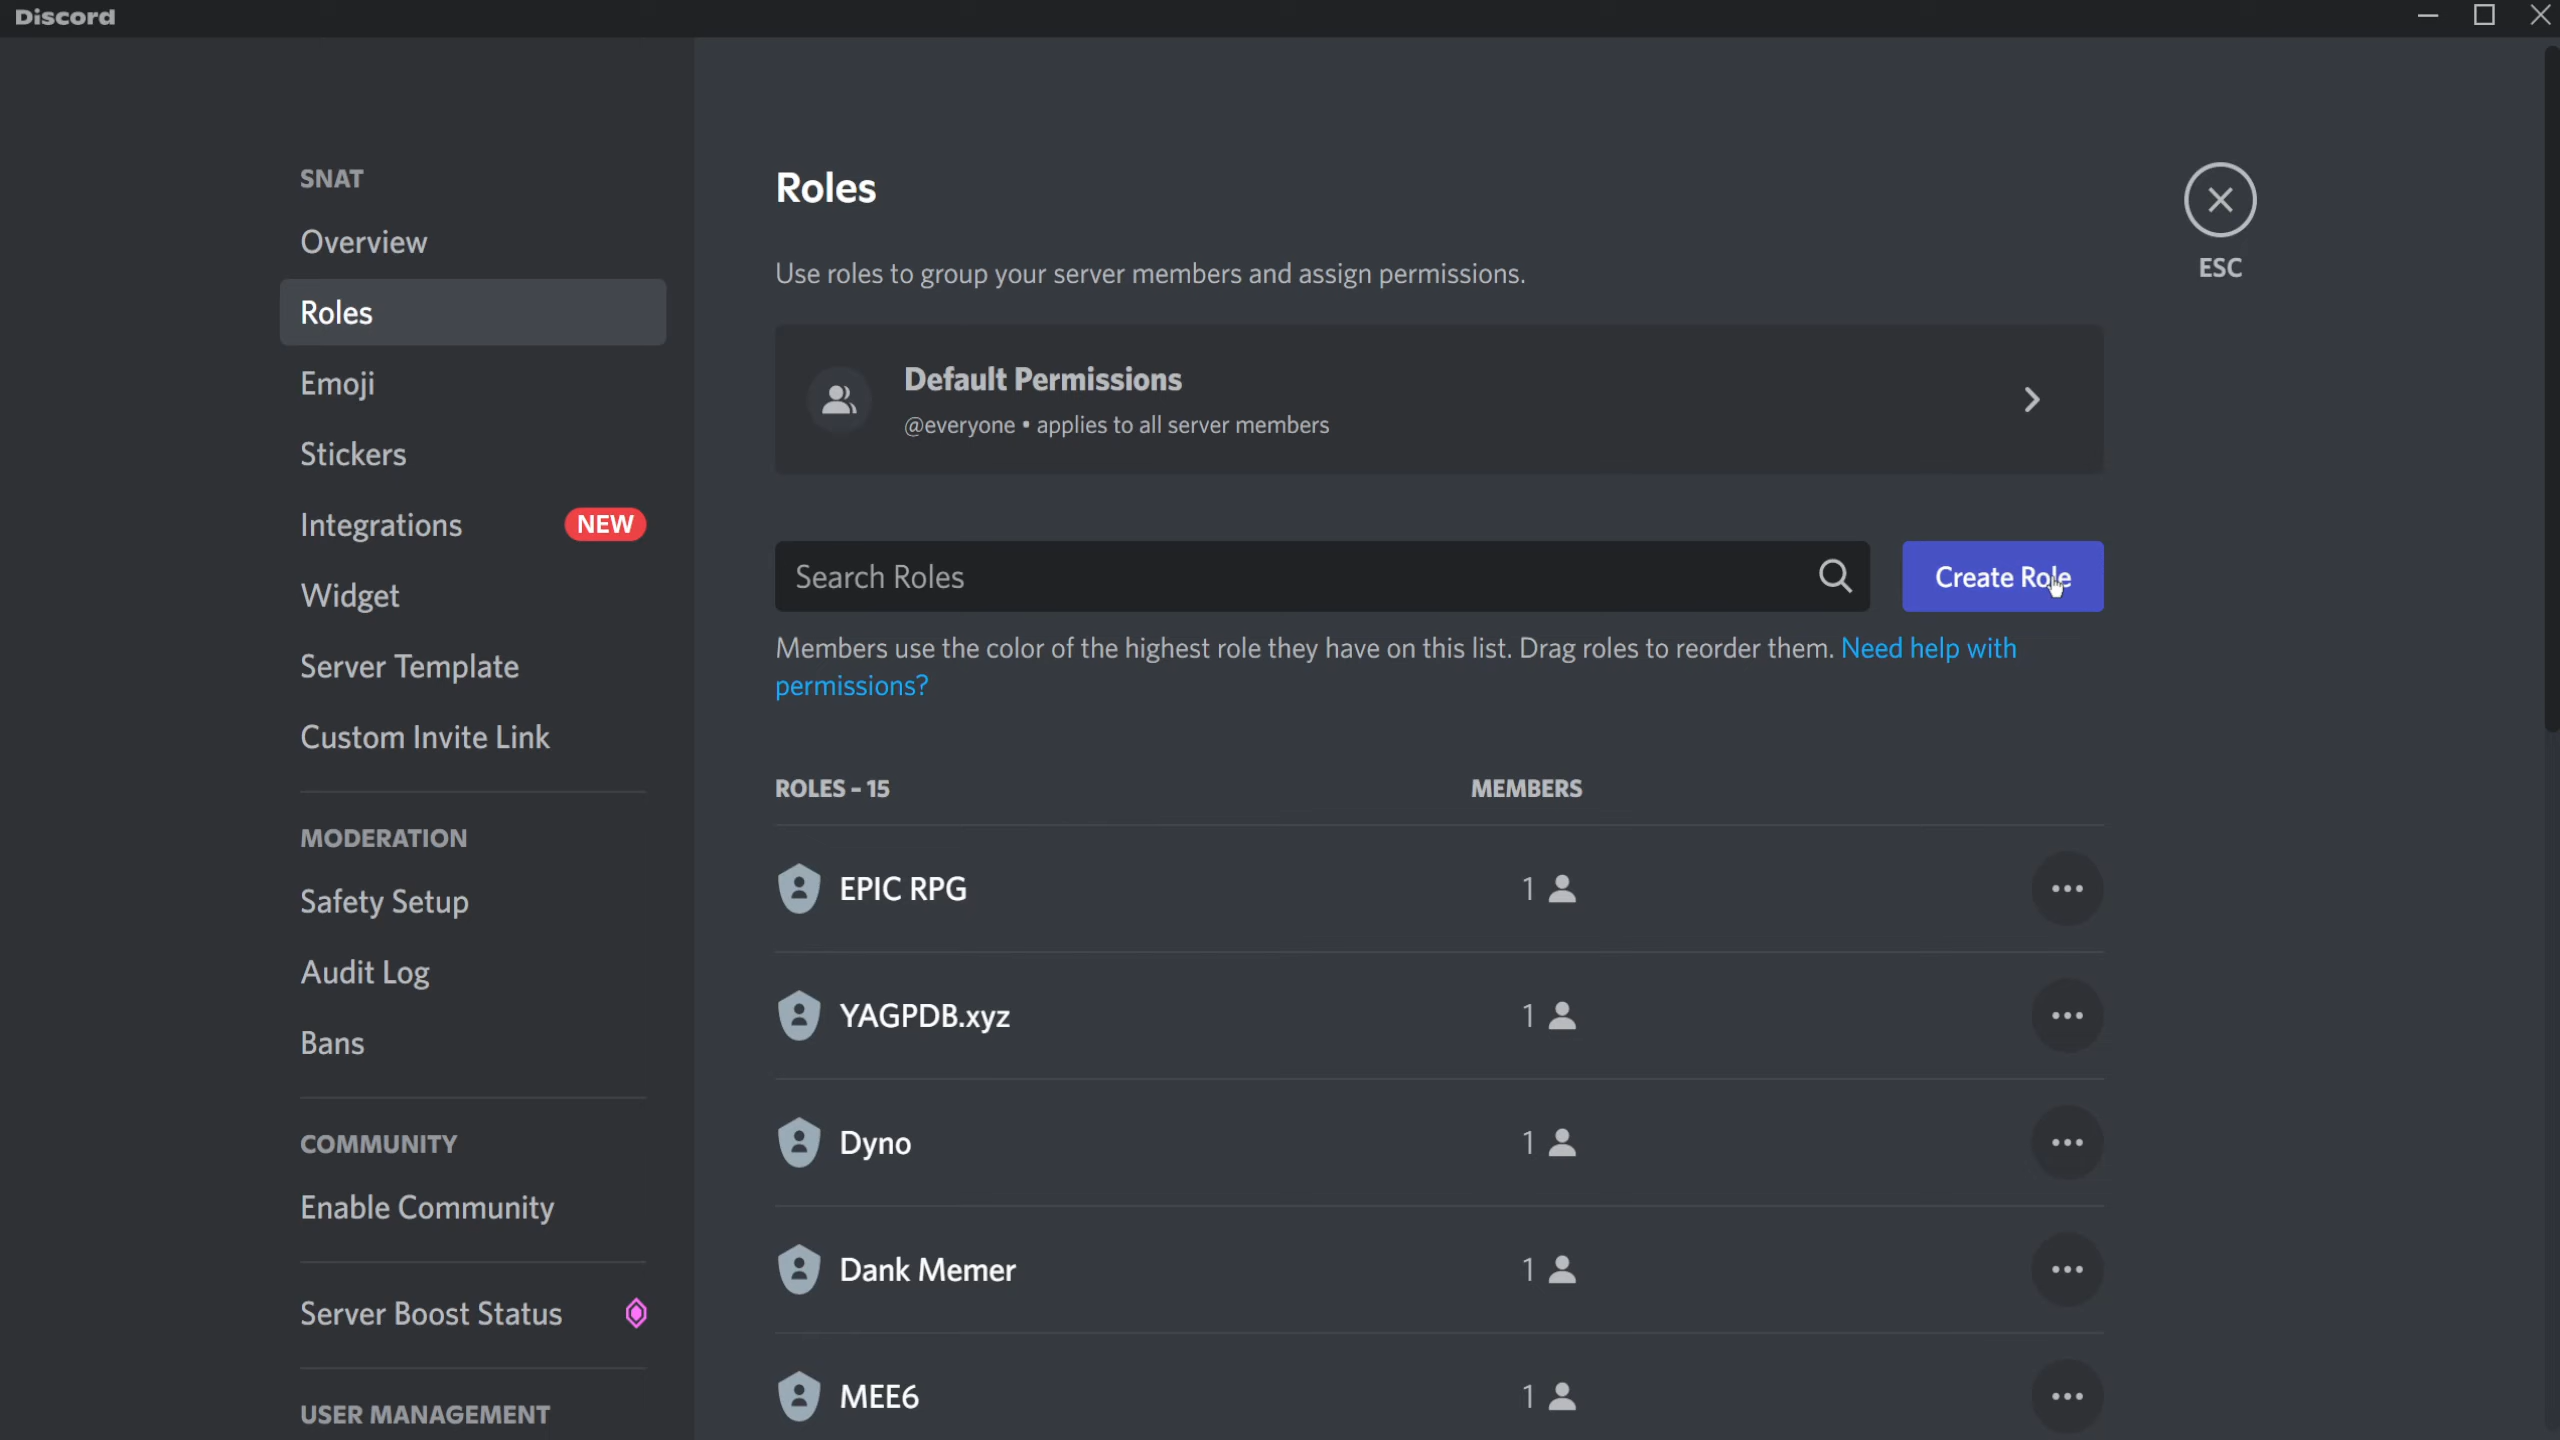 Discord
SNAT
Overview
Roles
Emoji
Stickers
Integrations NEW
Widget
Server Template
Custom Invite Link
MODERATION
Safety Setup
Audit Log
Bans
COMMUNITY
Enable Community
Server Boost Status
USER MANAGEMENT
Roles
ESC
Use roles to group your server members and assign permissions.
Default Permissions
@everyone • applies to all server members
Search Roles
Create Role
Members use the color of the highest role they have on this list. Drag roles to reorder them. Need help with
permissions?
ROLES – 15 MEMBERS
EPIC RPG 1
YAGPDB.xyz 1
Dyno 1
Dank Memer 1
MEE6 1